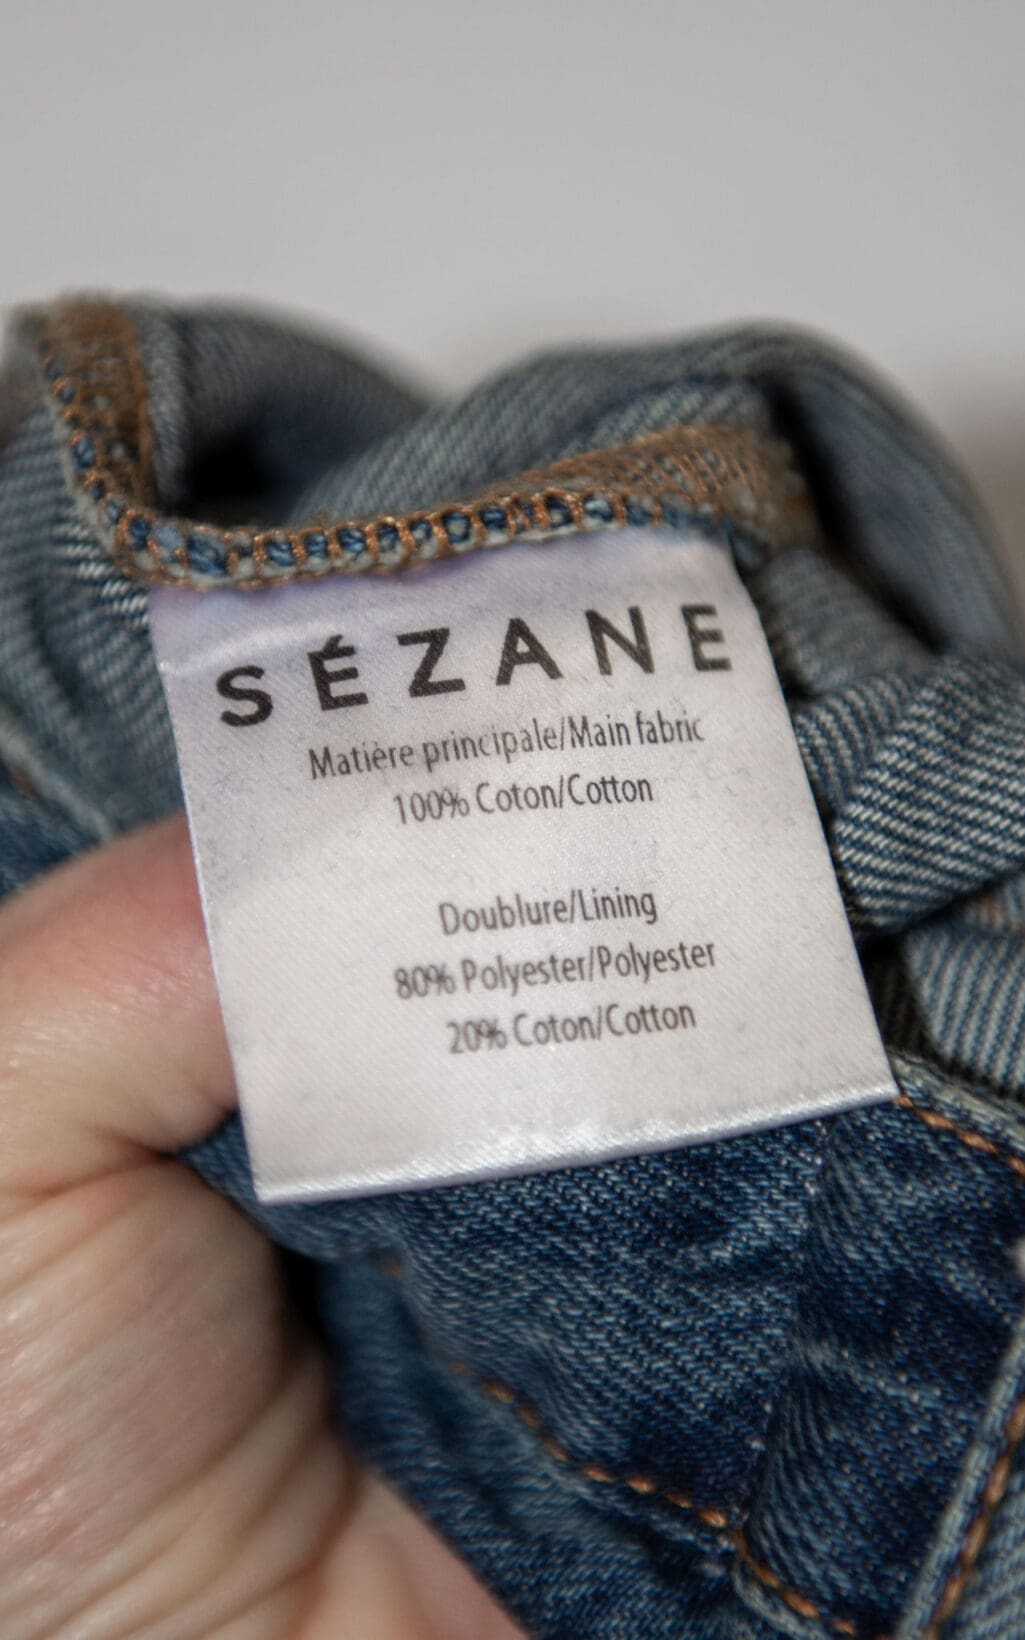 SÉZANE
Matière principale/Main fabric
100% Coton/Cotton
Doublure/Lining
80% Polyester/Polyester
20% Coton/Cotton